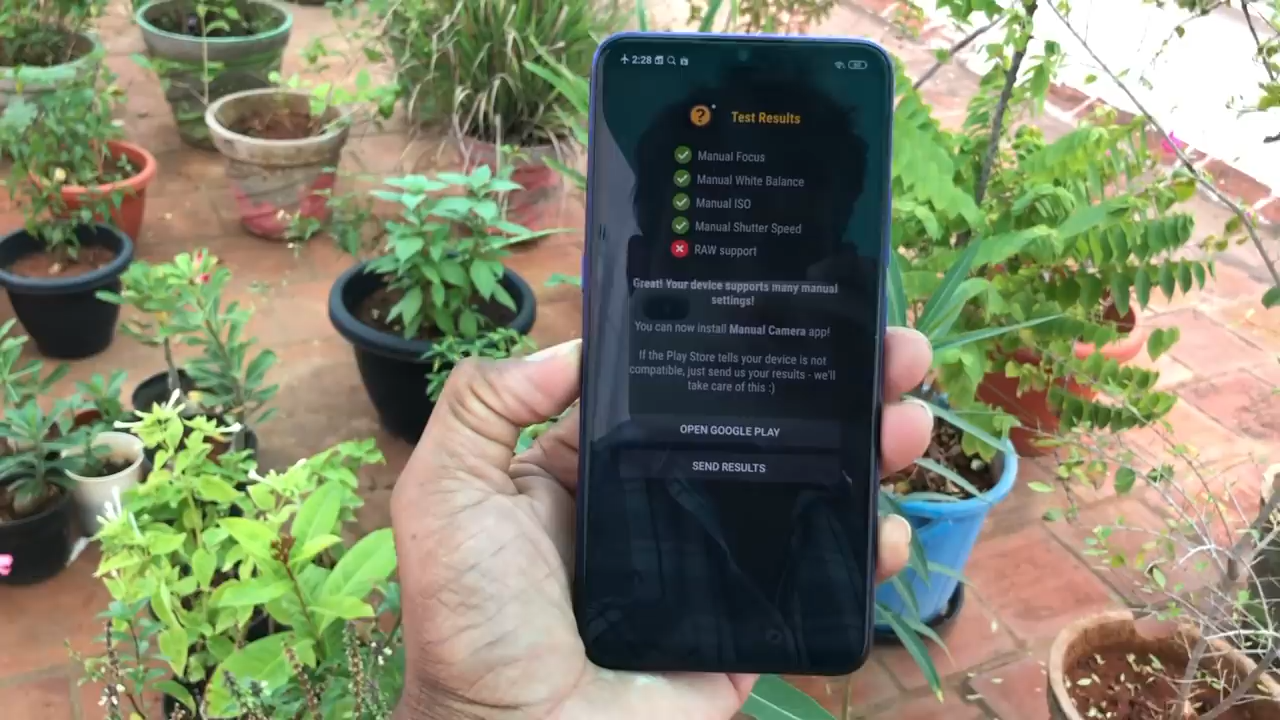 2:28
? Test Results
Manual Focus
Manual White Balance
Manual ISO
Manual Shutter Speed
RAW support
Great! Your device supports many manual
settings!
You can now install Manual Camera app!
If the Play Store tells your device is not
compatible, just send us your results - we'll
take care of this :)
OPEN GOOGLE PLAY
SEND RESULTS